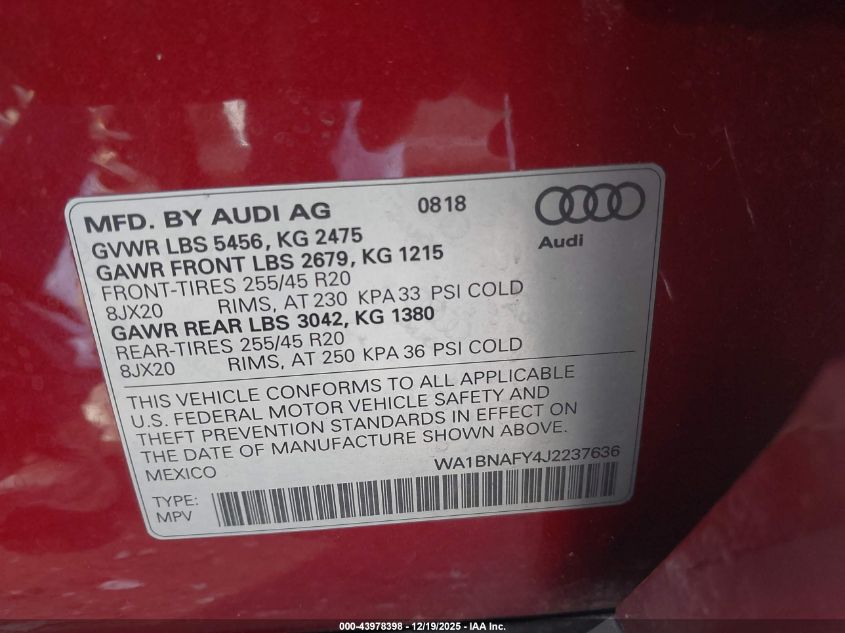 MFD. BY AUDI AG 0818
GVWR LBS 5456, KG 2475
GAWR FRONT LBS 2679, KG 1215
FRONT-TIRES 255/45 R20
8JX20 RIMS, AT 230 KPA 33 PSI COLD
GAWR REAR LBS 3042, KG 1380
REAR-TIRES 255/45 R20
8JX20 RIMS, AT 250 KPA 36 PSI COLD
Audi
THIS VEHICLE CONFORMS TO ALL APPLICABLE
U.S. FEDERAL MOTOR VEHICLE SAFETY AND
THEFT PREVENTION STANDARDS IN EFFECT ON
THE DATE OF MANUFACTURE SHOWN ABOVE.
MEXICO WA1BNAFY4J2237636
TYPE:
MPV
000-43978398 - 12/19/2025 - IAA Inc.